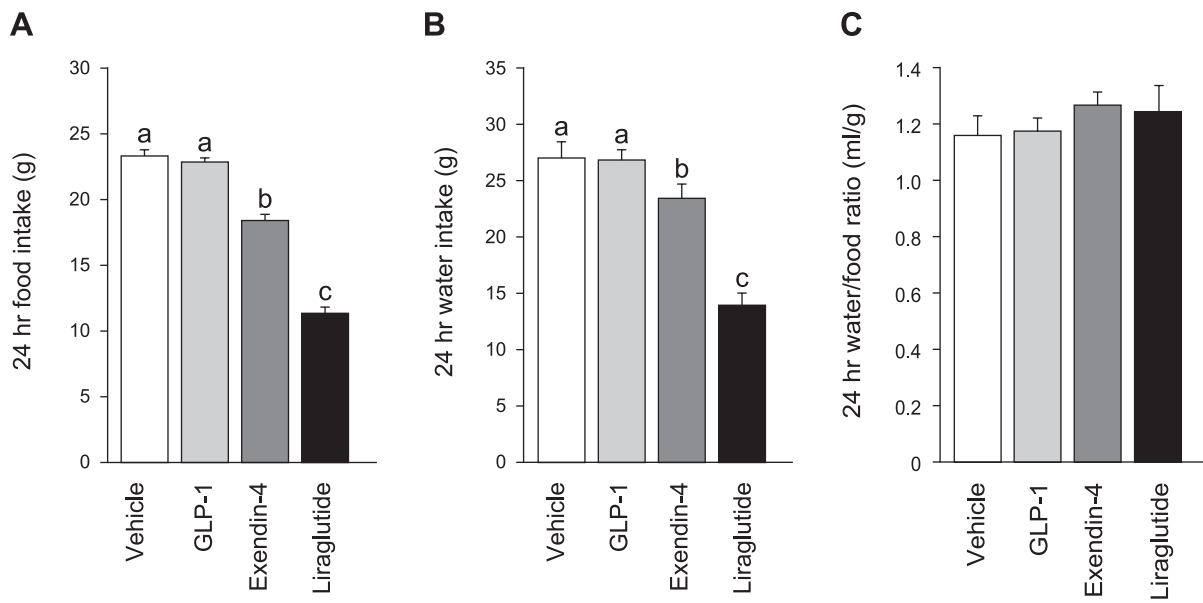 A
24 hr food intake (g)
30
25
20
15
10
5
0
a
a
b
c
Vehicle
GLP-1
Exendin-4
Liraglutide
B
24 hr water intake (g)
35
30
25
20
15
10
5
0
a
a
b
c
Vehicle
GLP-1
Exendin-4
Liraglutide
C
24 hr water/food ratio (ml/g)
1.4
1.2
1.0
0.8
0.6
0.4
0.2
0
Vehicle
GLP-1
Exendin-4
Liraglutide